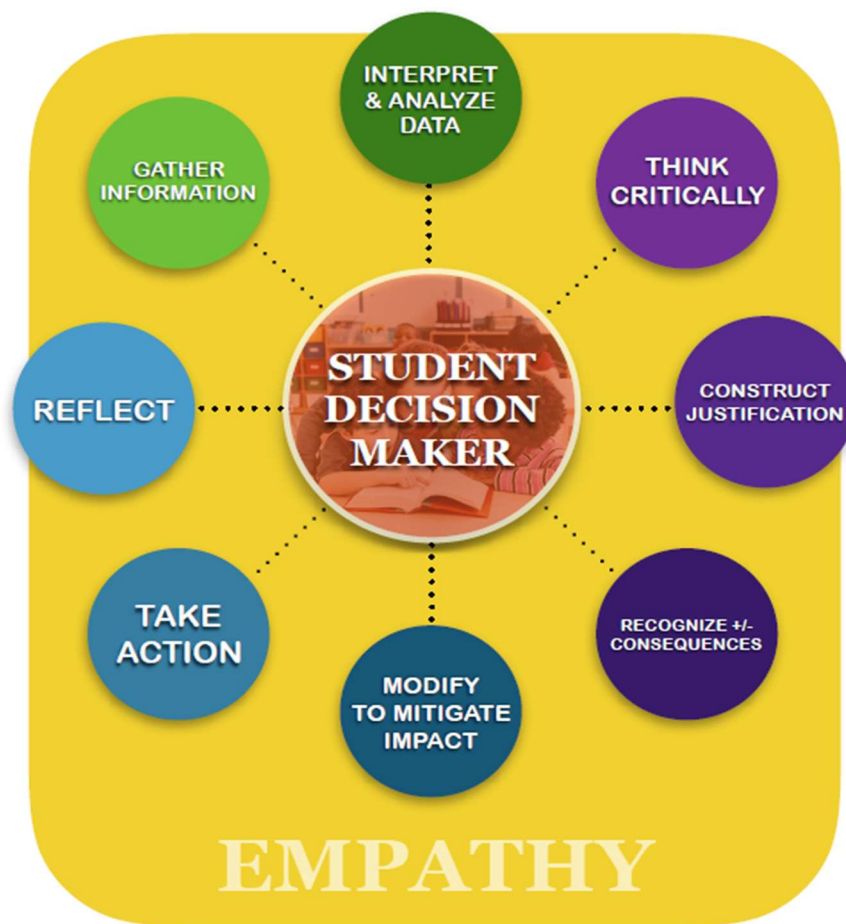 INTERPRET
& ANALYZE
DATA
THINK
CRITICALLY
CONSTRUCT
JUSTIFICATION
RECOGNIZE +/-
CONSEQUENCES
MODIFY
TO MITIGATE
IMPACT
TAKE
ACTION
REFLECT
GATHER
INFORMATION
STUDENT
DECISION
MAKER
EMPATHY